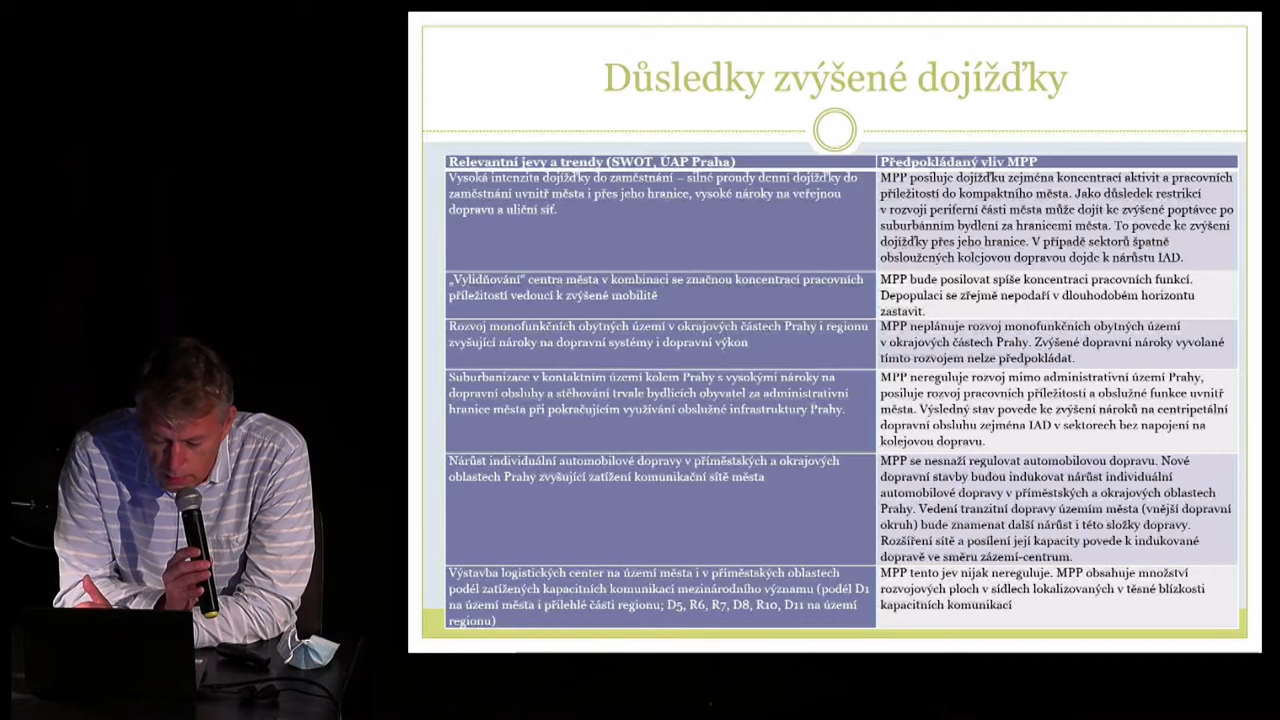 Důsledky zvýšené dojížďky
Relevantní jevy a trendy (SWOT, ÚAP Praha)
Předpokládaný vliv MPP
Vysoká intenzita dojížďky do zaměstnání – silné proudy denní dojížďky do
zaměstnání uvnitř města i přes jeho hranice, vysoké nároky na veřejnou
dopravu a uliční síť.
MPP posiluje dojížďku zejména koncentrací aktivit a pracovních
příležitostí do kompaktního města. Jako důsledek restrikcí
v rozvoji periferní části města může dojít ke zvýšené poptávce po
suburbánním bydlení za hranicemi města. To povede ke zvýšení
dojížďky přes jeho hranice. V případě sektorů špatně
obsloužených kolejovou dopravou dojde k nárůstu IAD.
„Vylidňování“ centra města v kombinaci se značnou koncentrací pracovních
příležitostí vedoucí k zvýšené mobilitě
MPP bude posilovat spíše koncentraci pracovních funkcí.
Depopulaci se zřejmě nepodaří v dlouhodobém horizontu
zastavit.
Rozvoj monofunkčních obytných území v okrajových částech Prahy i regionu
zvyšující nároky na dopravní systémy i dopravní výkon
MPP neplánuje rozvoj monofunkčních obytných území
v okrajových částech Prahy. Zvýšené dopravní nároky vyvolané
tímto rozvojem nelze předpokládat.
Suburbanizace v kontaktním území kolem Prahy s vysokými nároky na
dopravní obsluhy a stěhování trvale bydlících obyvatel za administrativní
hranice města při pokračujícím využívání obslužné infrastruktury Prahy.
MPP nereguluje rozvoj mimo administrativní území Prahy,
posiluje rozvoj pracovních příležitostí a obslužné funkce uvnitř
města. Výsledný stav povede ke zvýšení nároků na centripetální
dopravní obsluhu zejména IAD v sektorech bez napojení na
kolejovou dopravu.
Nárůst individuální automobilové dopravy v příměstských a okrajových
oblastech Prahy zvyšující zatížení komunikační sítě města
MPP se nesnaží regulovat automobilovou dopravu. Nové
dopravní stavby budou indukovat nárůst individuální
automobilové dopravy v příměstských a okrajových oblastech
Prahy. Vedení tranzitní dopravy územím města (vnější dopravní
okruh) bude znamenat další nárůst i této složky dopravy.
Rozšíření sítě a posílení její kapacity povede k indukované
dopravě ve směru zázemí-centrum.
Výstavba logistických center na území města i v příměstských oblastech
podél zatížených kapacitních komunikací mezinárodního významu (podél D1
na území města i přilehlé části regionu; D5, R6, R7, D8, R10, D11 na území
regionu)
MPP tento jev nijak nereguluje. MPP obsahuje množství
rozvojových ploch v sídlech lokalizovaných v těsné blízkosti
kapacitních komunikací